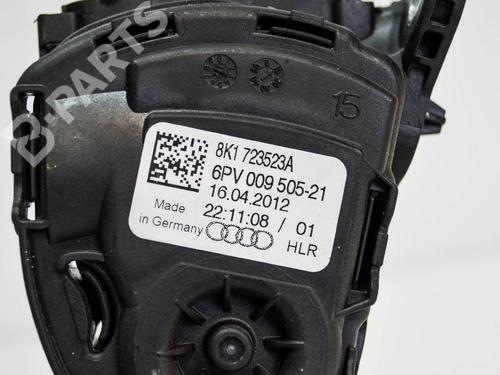 B-PARTS
15
8K1 723523A
6PV 009 505-21
16.04.2012
Made 22:11:08 / 01
in Germany HLR